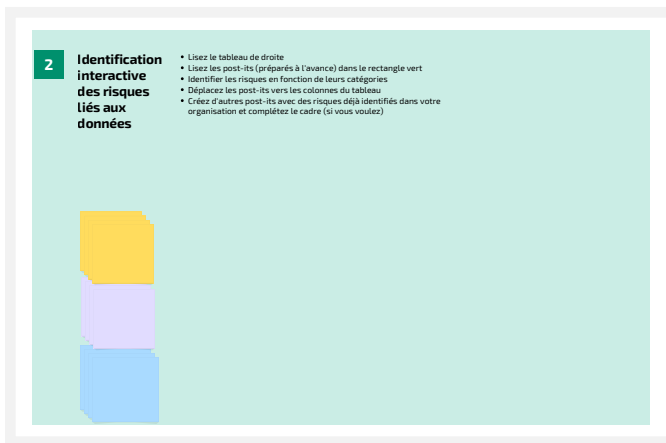 2
Identification
interactive
des risques
liés aux
données
• Lisez le tableau de droite
• Lisez les post-its (préparés à l'avance) dans le rectangle vert
• Identifier les risques en fonction de leurs catégories
• Déplacez les post-its vers les colonnes du tableau
• Créez d'autres post-its avec des risques déjà identifiés dans votre
organisation et complétez le cadre (si vous voulez)